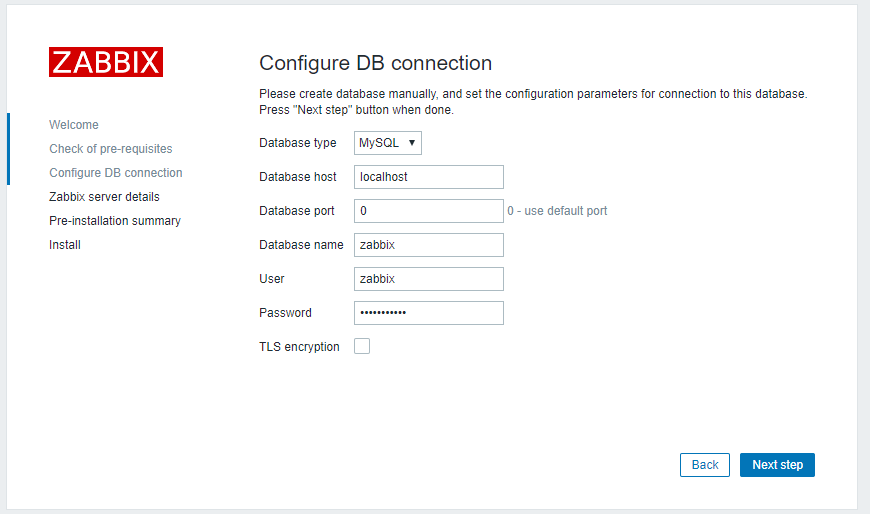 ZABBIX
Welcome
Check of pre-requisites
Configure DB connection
Zabbix server details
Pre-installation summary
Install
Configure DB connection
Please create database manually, and set the configuration parameters for connection to this database.
Press "Next step" button when done.
Database type MySQL ▼
Database host localhost
Database port 0 0 - use default port
Database name zabbix
User zabbix
Password •••••••••••
TLS encryption
Back Next step